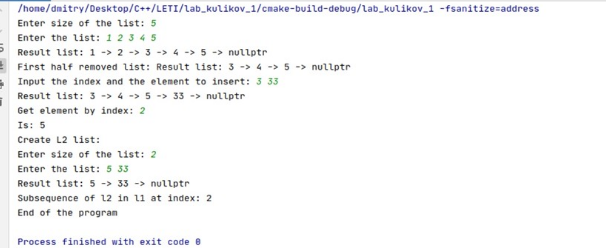 /home/dmitry/Desktop/C++/LETI/lab_kulikov_1/cmake-build-debug/lab_kulikov_1 -fsanitize=address
Enter size of the list: 5
Enter the list: 1 2 3 4 5
Result list: 1 -> 2 -> 3 -> 4 -> 5 -> nullptr
First half removed list: Result list: 3 -> 4 -> 5 -> nullptr
Input the index and the element to insert: 3 33
Result list: 3 -> 4 -> 5 -> 33 -> nullptr
Get element by index: 2
Is: 5
Create L2 list:
Enter size of the list: 2
Enter the list: 5 33
Result list: 5 -> 33 -> nullptr
Subsequence of l2 in l1 at index: 2
End of the program
Process finished with exit code 0